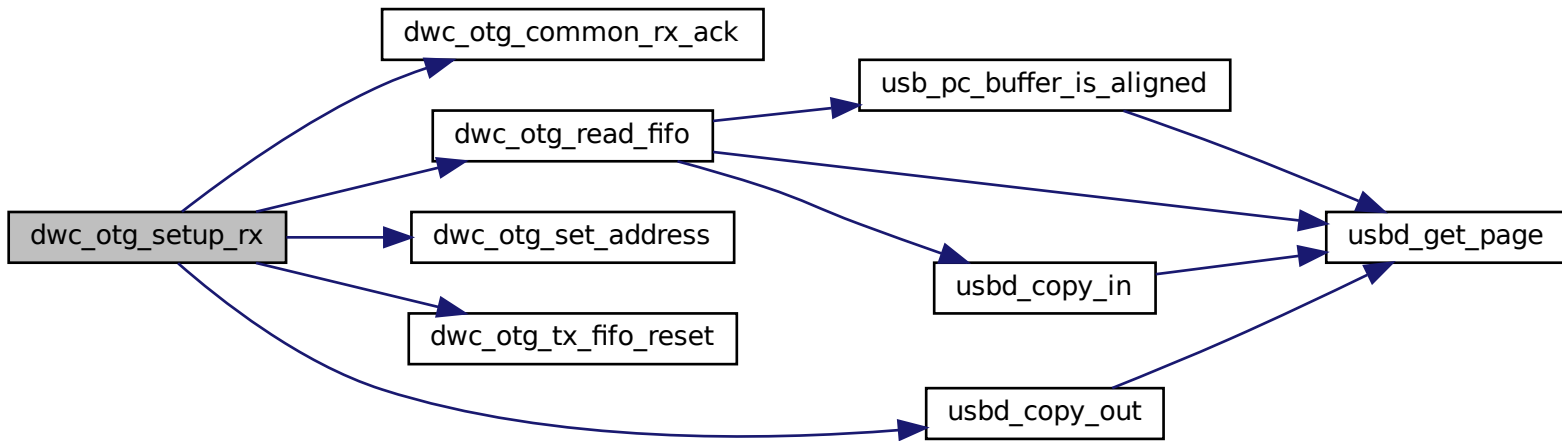 dwc_otg_common_rx_ack
usb_pc_buffer_is_aligned
dwc_otg_read_fifo
dwc_otg_setup_rx
dwc_otg_set_address
usbd_get_page
usbd_copy_in
dwc_otg_tx_fifo_reset
usbd_copy_out